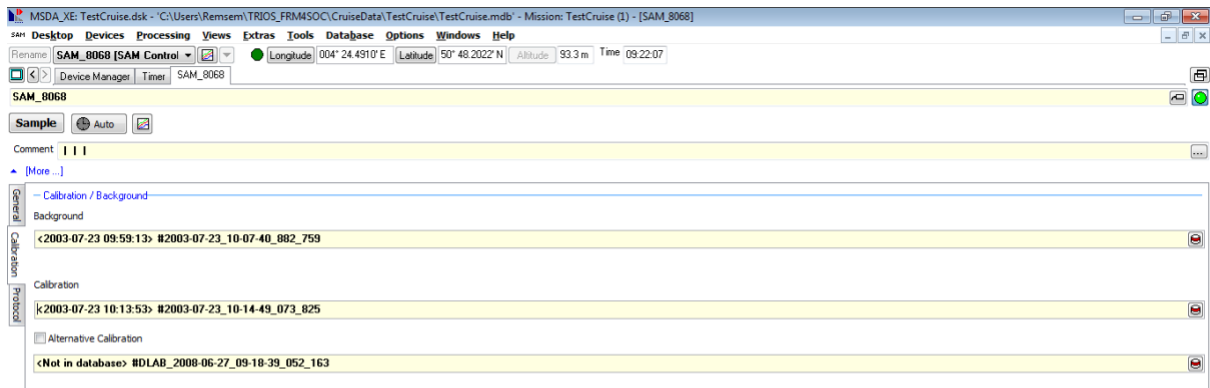 MSDA_XE: TestCruise.dsk - 'C:\Users\Remsem\TRIOS_FRM4SOC\CruiseData\TestCruise\TestCruise.mdb' - Mission: TestCruise (1) - [SAM_8068]
SAM Desktop Devices Processing Views Extras Tools Database Options Windows Help
Rename SAM_8068 [SAM Control Longitude 004° 24.4910' E Latitude 50° 48.2022' N Altitude 93.3 m Time 09:22:07
Device Manager Timer SAM_8068
SAM_8068
Sample Auto
Comment | | |
[More ...]
General
Calibration
Protocol
Calibration / Background
Background
<2003-07-23 09:59:13> #2003-07-23_10-07-40_882_759
Calibration
<2003-07-23 10:13:53> #2003-07-23_10-14-49_073_825
Alternative Calibration
<Not in database> #DLAB_2008-06-27_09-18-39_052_163